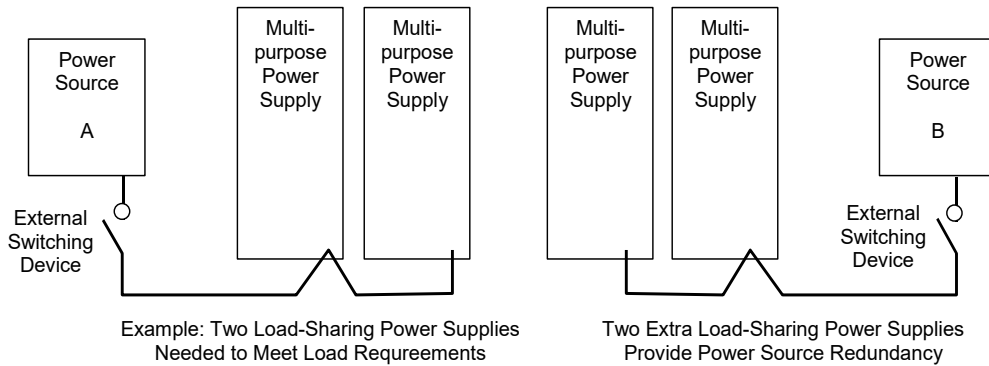 Power
Source
A
External
Switching
Device
Multi-
purpose
Power
Supply
Multi-
purpose
Power
Supply
Example: Two Load-Sharing Power Supplies
Needed to Meet Load Requreements
Multi-
purpose
Power
Supply
Multi-
purpose
Power
Supply
Power
Source
B
External
Switching
Device
Two Extra Load-Sharing Power Supplies
Provide Power Source Redundancy